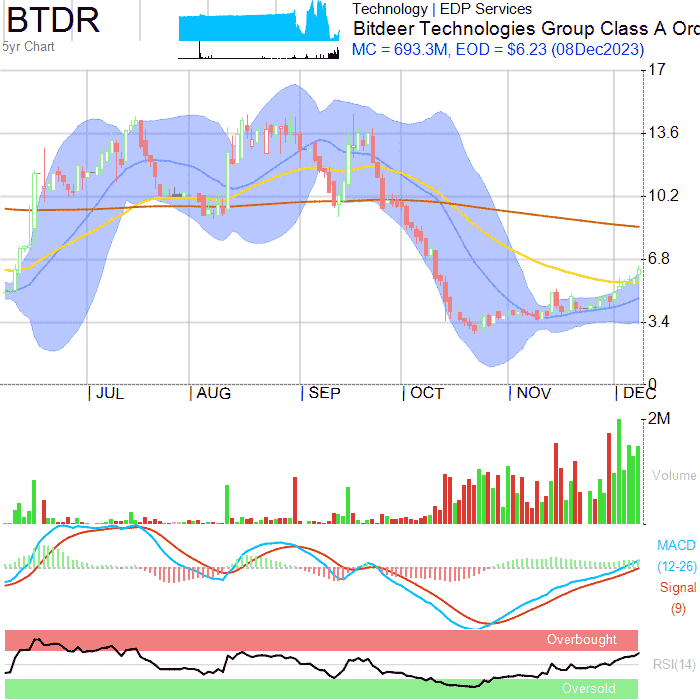 BTDR
5yr Chart
Technology | EDP Services
Bitdeer Technologies Group Class A Ord
MC = 693.3M, EOD = $6.23 (08Dec2023)
17
13.6
10.2
6.8
3.4
0
JUL AUG SEP OCT NOV DEC
2M
Volume
MACD
(12-26)
Signal
(9)
Overbought
RSI(14)
Oversold